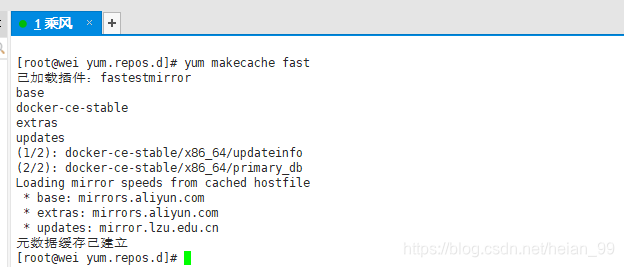 1 乘风
[root@wei yum.repos.d]# yum makecache fast
已加载插件：fastestmirror
base
docker-ce-stable
extras
updates
(1/2): docker-ce-stable/x86_64/updateinfo
(2/2): docker-ce-stable/x86_64/primary_db
Loading mirror speeds from cached hostfile
 * base: mirrors.aliyun.com
 * extras: mirrors.aliyun.com
 * updates: mirror.lzu.edu.cn
元数据缓存已建立
[root@wei yum.repos.d]#
https://blog.csdn.net/heian_99